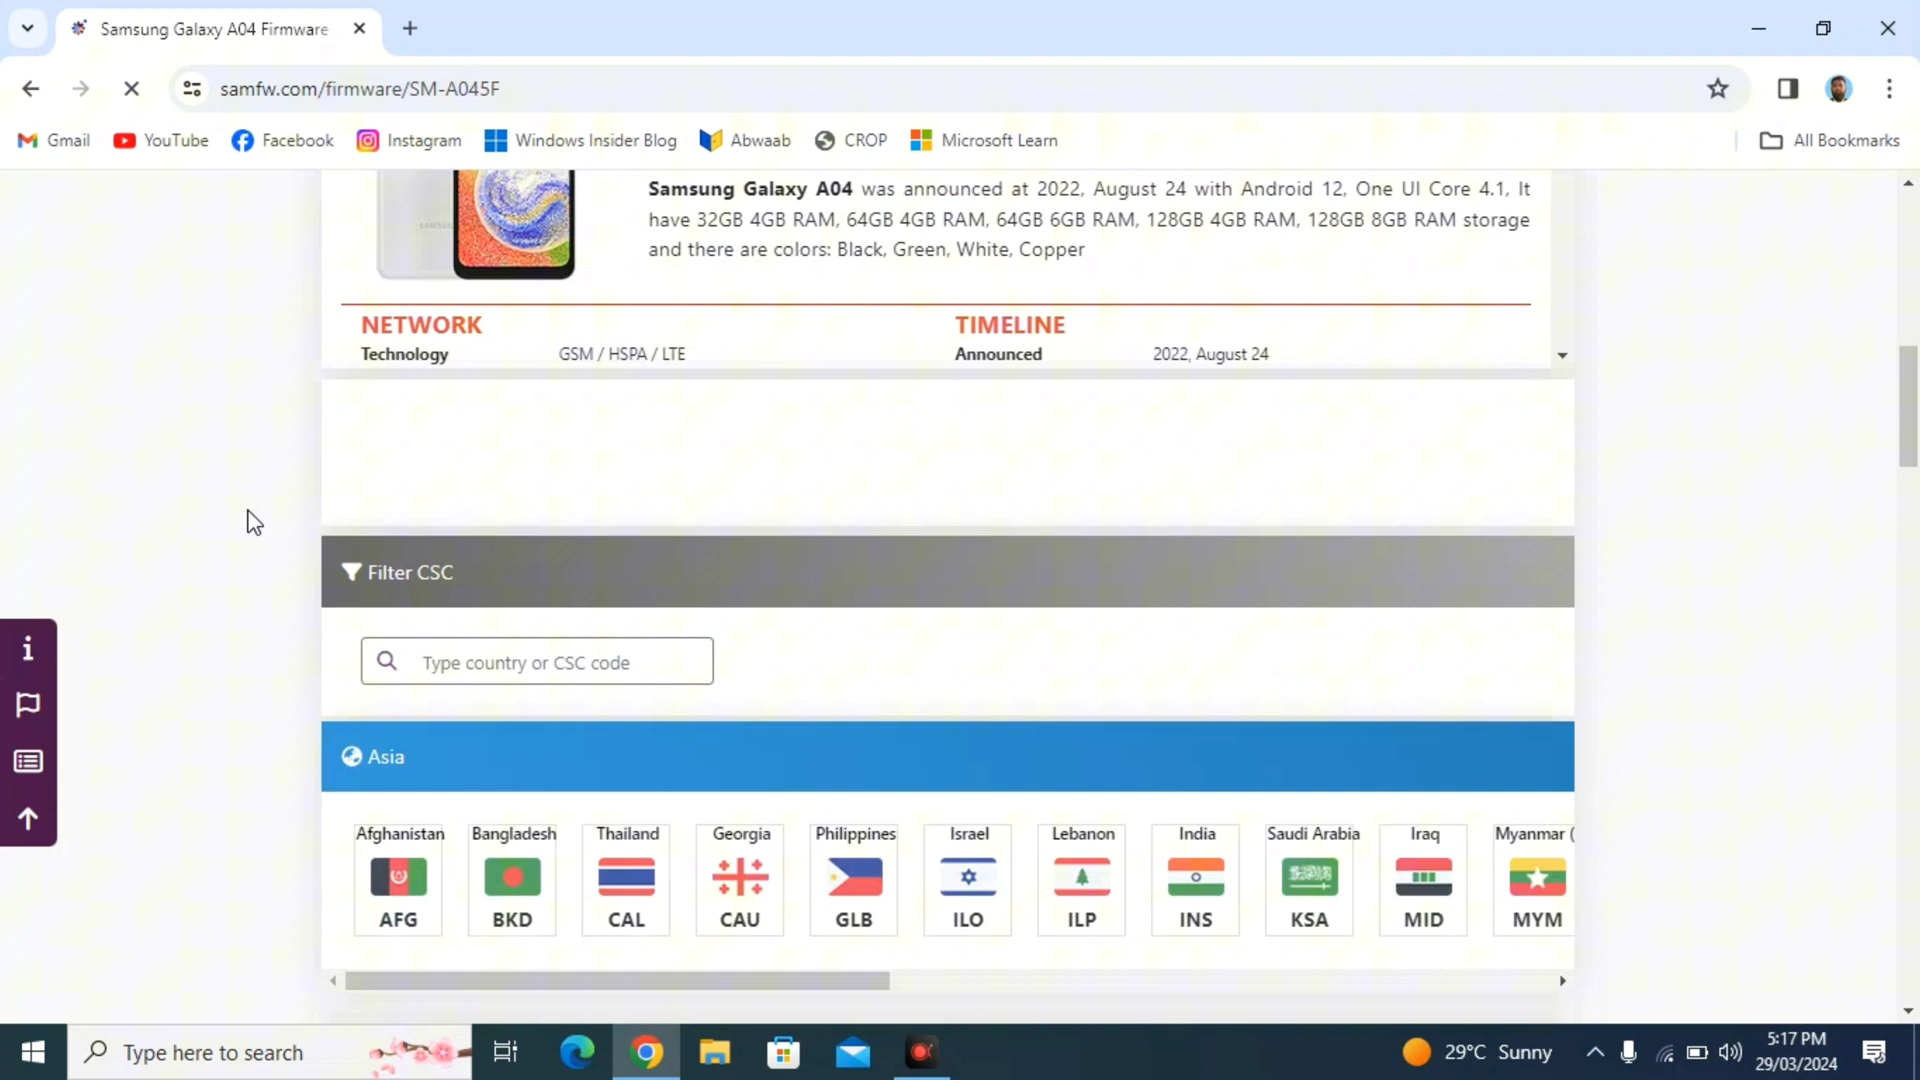 Samsung Galaxy A04 Firmware
samfw.com/firmware/SM-A045F
Gmail YouTube Facebook Instagram Windows Insider Blog Abwaab CROP Microsoft Learn All Bookmarks
Samsung Galaxy A04 was announced at 2022, August 24 with Android 12, One UI Core 4.1, It
have 32GB 4GB RAM, 64GB 4GB RAM, 64GB 6GB RAM, 128GB 4GB RAM, 128GB 8GB RAM storage
and there are colors: Black, Green, White, Copper
NETWORK TIMELINE
Technology GSM / HSPA / LTE Announced 2022, August 24
Filter CSC
Type country or CSC code
Asia
Afghanistan Bangladesh Thailand Georgia Philippines Israel Lebanon India Saudi Arabia Iraq Myanmar (
AFG BKD CAL CAU GLB ILO ILP INS KSA MID MYM
Type here to search 29°C Sunny 5:17 PM
29/03/2024